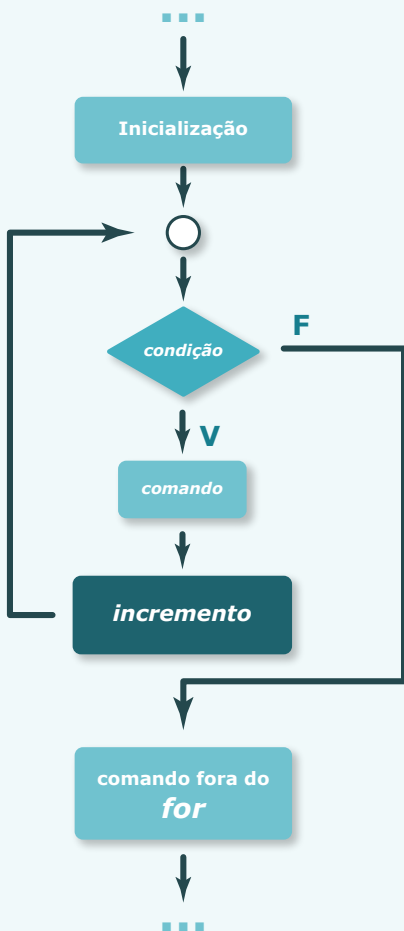 ...
Inicialização
condição
F
V
comando
incremento
comando fora do
for
...